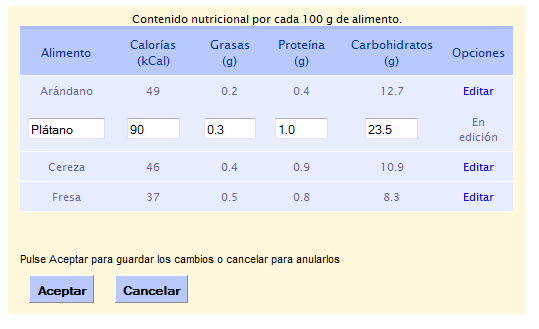 Contenido nutricional por cada 100 g de alimento.
Alimento Calorías (kCal) Grasas (g) Proteína (g) Carbohidratos (g) Opciones
Arándano 49 0.2 0.4 12.7 Editar
Plátano 90 0.3 1.0 23.5 En edición
Cereza 46 0.4 0.9 10.9 Editar
Fresa 37 0.5 0.8 8.3 Editar
Pulse Aceptar para guardar los cambios o cancelar para anularlos
Aceptar Cancelar